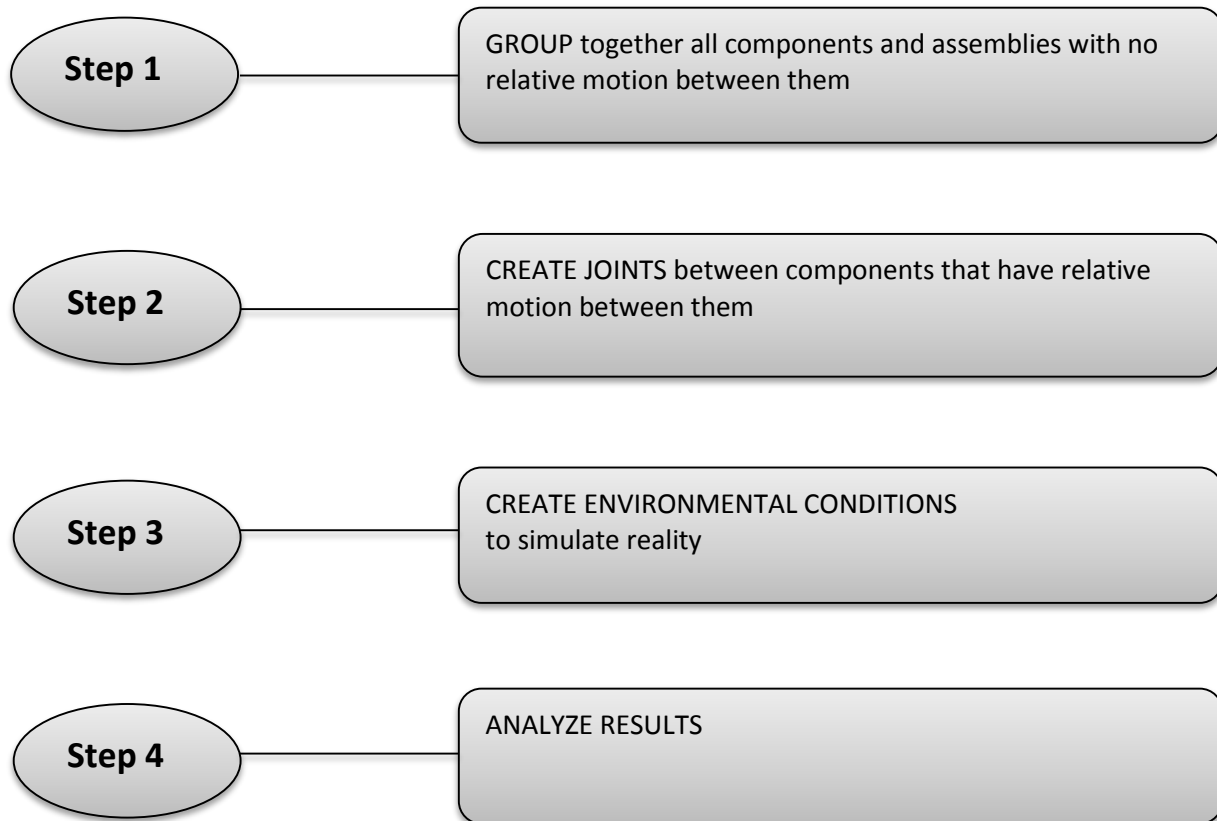 Step 1
GROUP together all components and assemblies with no
relative motion between them
Step 2
CREATE JOINTS between components that have relative
motion between them
Step 3
CREATE ENVIRONMENTAL CONDITIONS
to simulate reality
Step 4
ANALYZE RESULTS